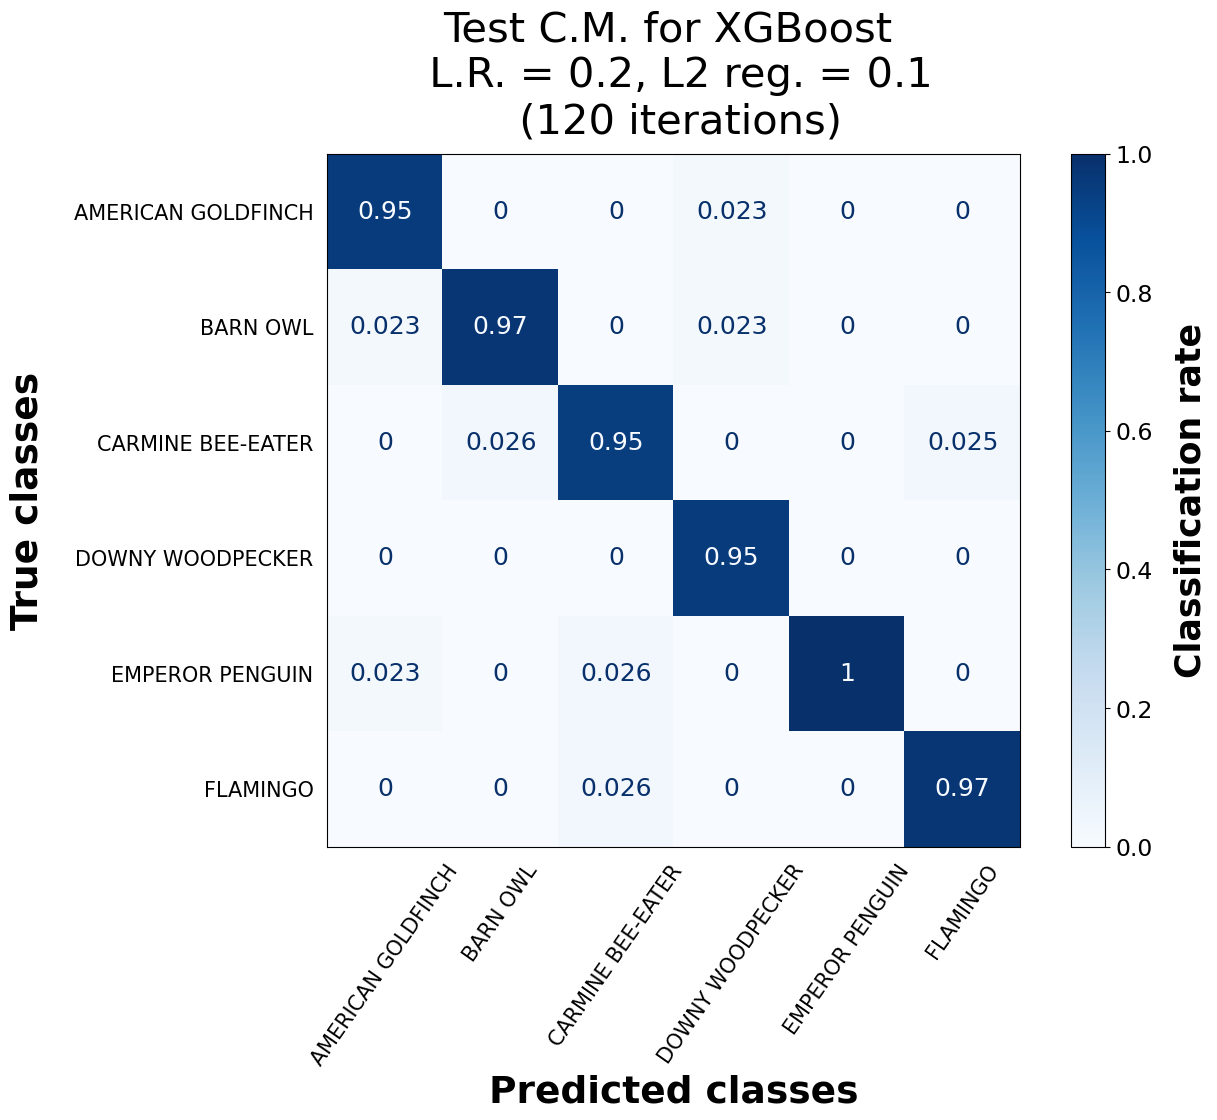 Test C.M. for XGBoost
L.R. = 0.2, L2 reg. = 0.1
(120 iterations)
True classes
AMERICAN GOLDFINCH 0.95 0 0 0.023 0 0
BARN OWL 0.023 0.97 0 0.023 0 0
CARMINE BEE-EATER 0 0.026 0.95 0 0 0.025
DOWNY WOODPECKER 0 0 0 0.95 0 0
EMPEROR PENGUIN 0.023 0 0.026 0 1 0
FLAMINGO 0 0 0.026 0 0 0.97
AMERICAN GOLDFINCH
BARN OWL
CARMINE BEE-EATER
DOWNY WOODPECKER
EMPEROR PENGUIN
FLAMINGO
Predicted classes
1.0
0.8
0.6
0.4
0.2
0.0
Classification rate